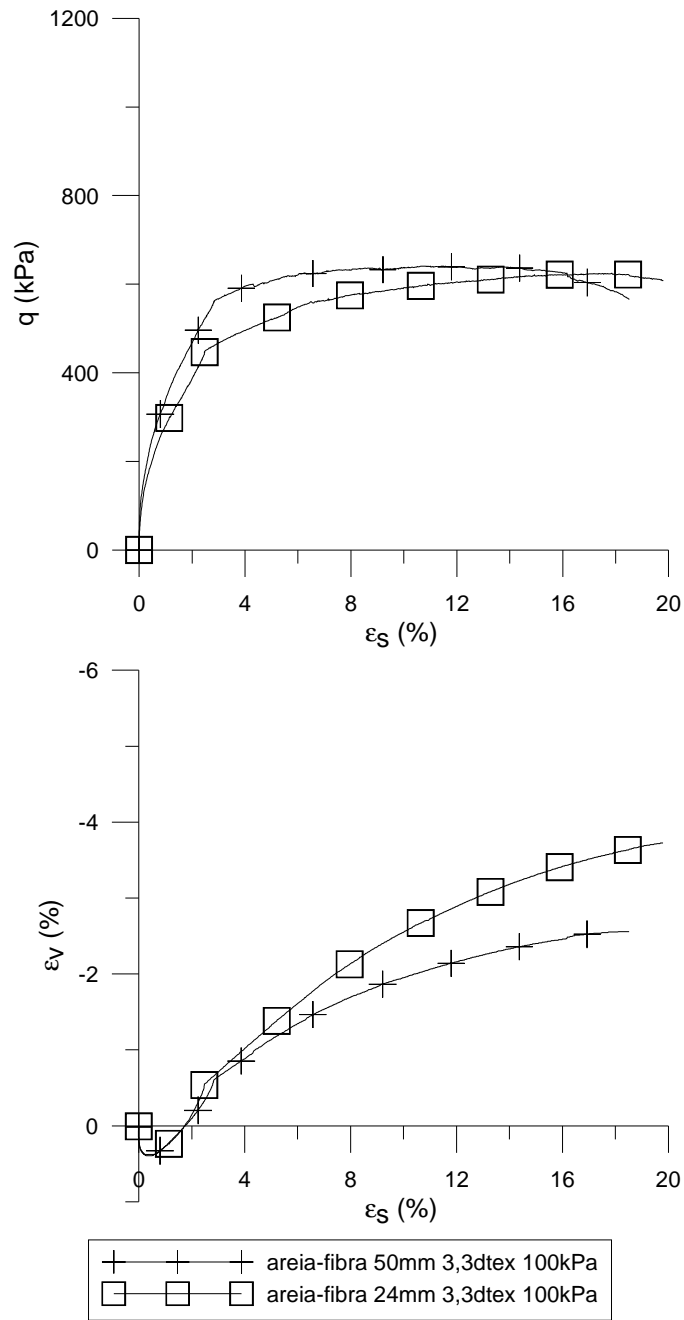 1200
800
400
0
q (kPa)
0 4 8 12 16 20
εs (%)
-6
-4
-2
0
εv (%)
0 4 8 12 16 20
εs (%)
areia-fibra 50mm 3,3dtex 100kPa
areia-fibra 24mm 3,3dtex 100kPa